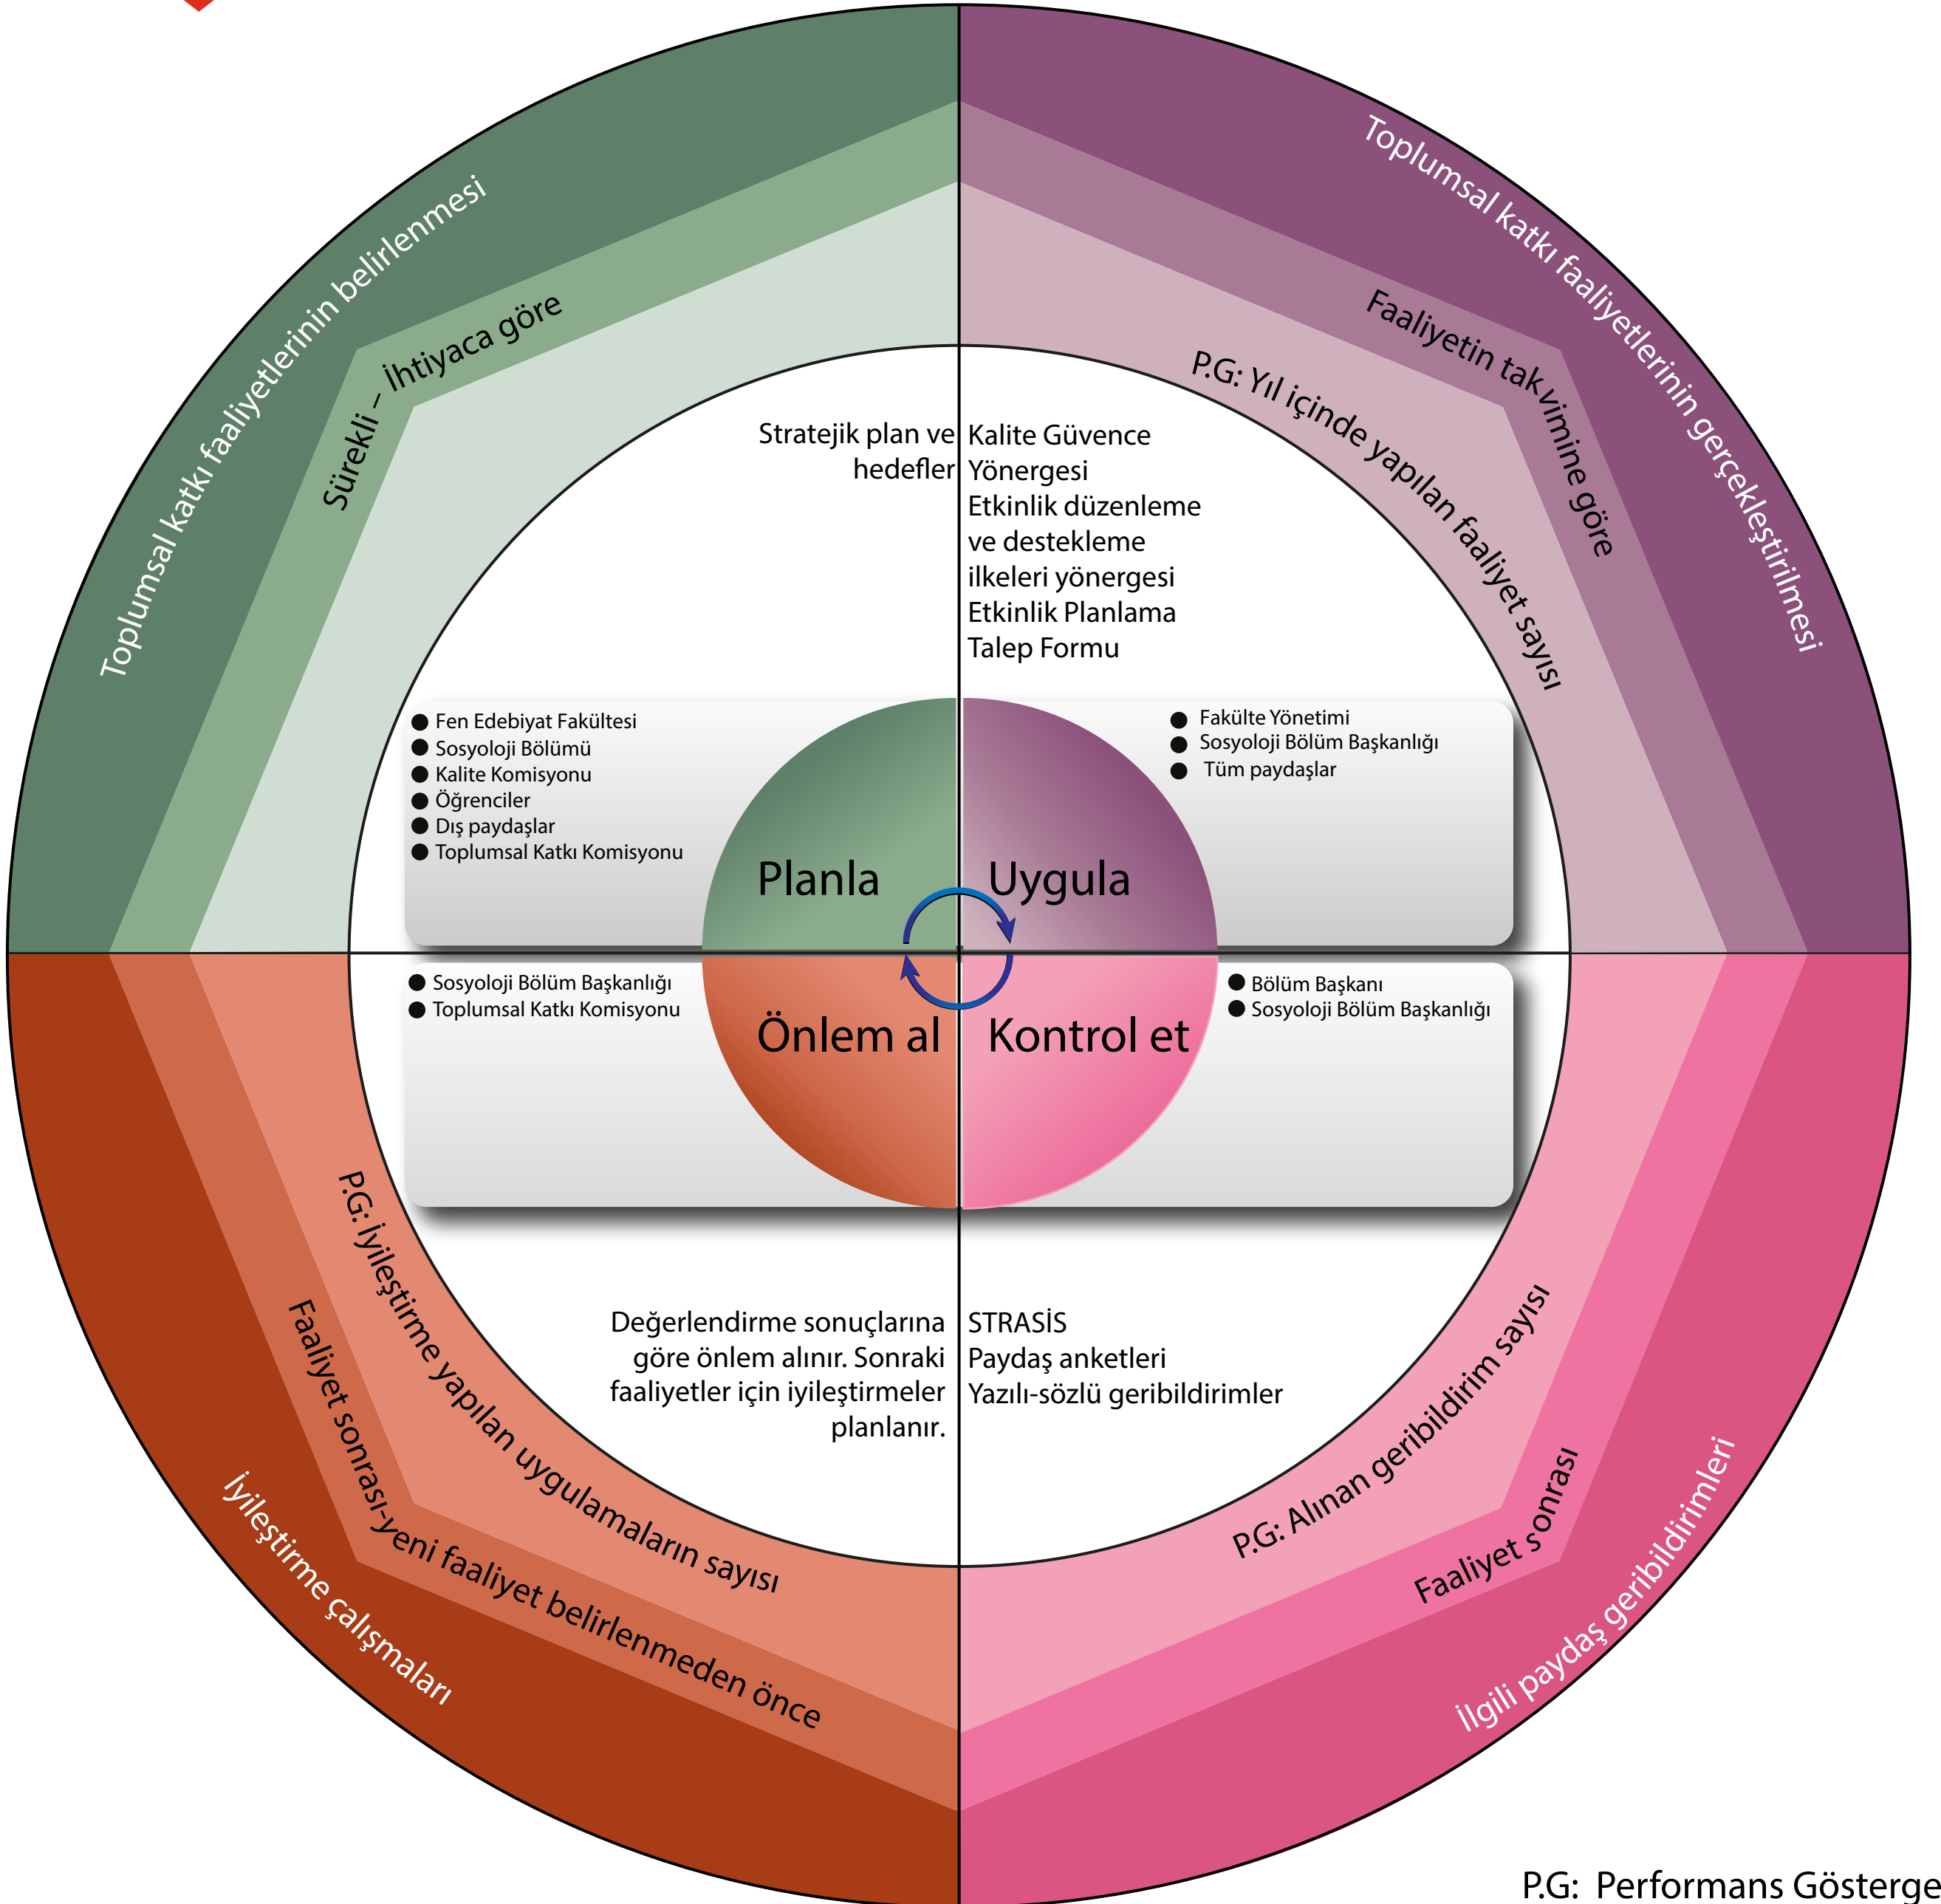 Toplumsal katkı faaliyetlerinin belirlenmesi
Sürekli – İhtiyaca göre
Stratejik plan ve
hedefler
Fen Edebiyat Fakültesi
Sosyoloji Bölümü
Kalite Komisyonu
Öğrenciler
Dış paydaşlar
Toplumsal Katkı Komisyonu
Planla
Toplumsal katkı faaliyetlerinin gerçekleştirilmesi
Faaliyetin takvimine göre
P.G: Yıl içinde yapılan faaliyet sayısı
Kalite Güvence
Yönergesi
Etkinlik düzenleme
ve destekleme
ilkeleri yönergesi
Etkinlik Planlama
Talep Formu
Fakülte Yönetimi
Sosyoloji Bölüm Başkanlığı
Tüm paydaşlar
Uygula
Bölüm Başkanı
Sosyoloji Bölüm Başkanlığı
Kontrol et
STRASİS
Paydaş anketleri
Yazılı-sözlü geribildirimler
P.G: Alınan geribildirim sayısı
Faaliyet sonrası
İlgili paydaş geribildirimleri
Sosyoloji Bölüm Başkanlığı
Toplumsal Katkı Komisyonu
Önlem al
Değerlendirme sonuçlarına
göre önlem alınır. Sonraki
faaliyetler için iyileştirmeler
planlanır.
P.G: İyileştirme yapılan uygulamaların sayısı
Faaliyet sonrası-yeni faaliyet belirlenmeden önce
İyileştirme çalışmaları
P.G: Performans Gösterge